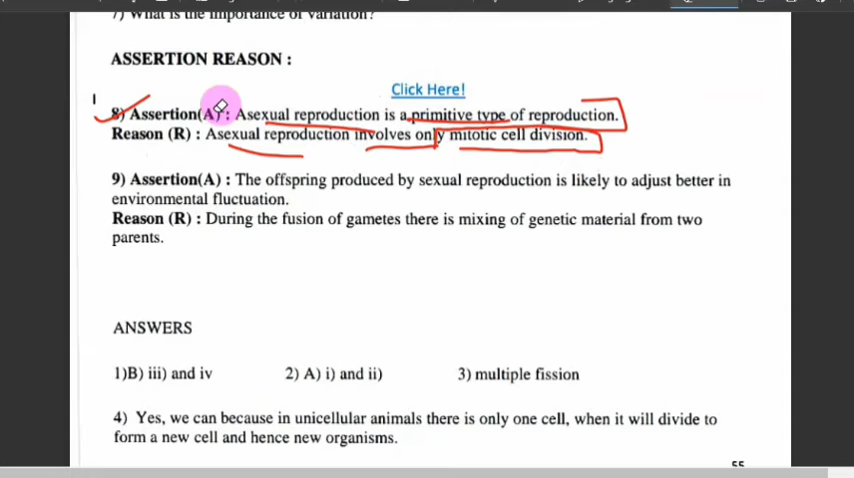 7) What is the importance of variation?
ASSERTION REASON :
Click Here!
8) Assertion(A) : Asexual reproduction is a primitive type of reproduction.
Reason (R) : Asexual reproduction involves only mitotic cell division.
9) Assertion(A) : The offspring produced by sexual reproduction is likely to adjust better in
environmental fluctuation.
Reason (R) : During the fusion of gametes there is mixing of genetic material from two
parents.
ANSWERS
1)B) iii) and iv
2) A) i) and ii)
3) multiple fission
4) Yes, we can because in unicellular animals there is only one cell, when it will divide to
form a new cell and hence new organisms.
55